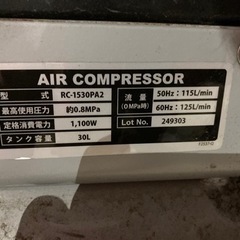 AIR COMPRESSOR
型 式 RC-1530PA2
最高使用圧力 約0.8MPa
定格消費電力 1,100W
タンク容量 30L
流量 (0MPa時) 50Hz：115L/min
60Hz：125L/min
Lot No. 249303